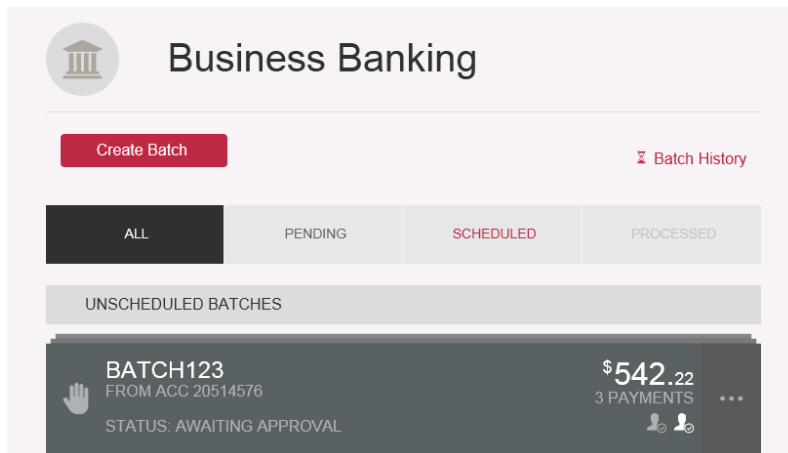 Business Banking
Create Batch
Batch History
ALL PENDING SCHEDULED PROCESSED
UNSCHEDULED BATCHES
BATCH123 $542.22
FROM ACC 20514576 3 PAYMENTS
STATUS: AWAITING APPROVAL